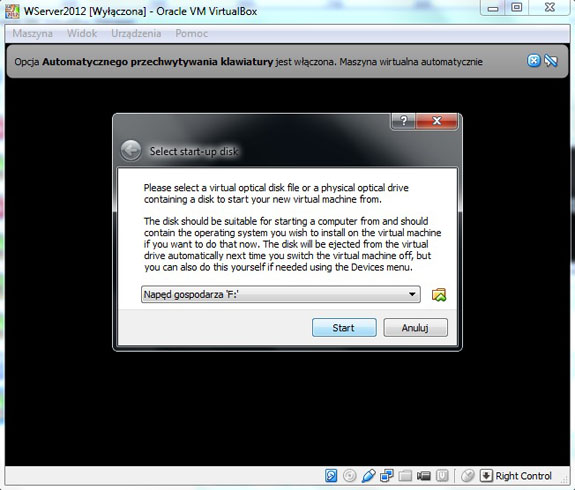 WServer2012 [Wyłączona] - Oracle VM VirtualBox
Maszyna Widok Urządzenia Pomoc
Opcja Automatycznego przechwytywania klawiatury jest włączona. Maszyna wirtualna automatycznie
?
Select start-up disk
Please select a virtual optical disk file or a physical optical drive
containing a disk to start your new virtual machine from.
The disk should be suitable for starting a computer from and should
contain the operating system you wish to install on the virtual machine
if you want to do that now. The disk will be ejected from the virtual
drive automatically next time you switch the virtual machine off, but
you can also do this yourself if needed using the Devices menu.
Napęd gospodarza 'F:'
Start Anuluj
Right Control